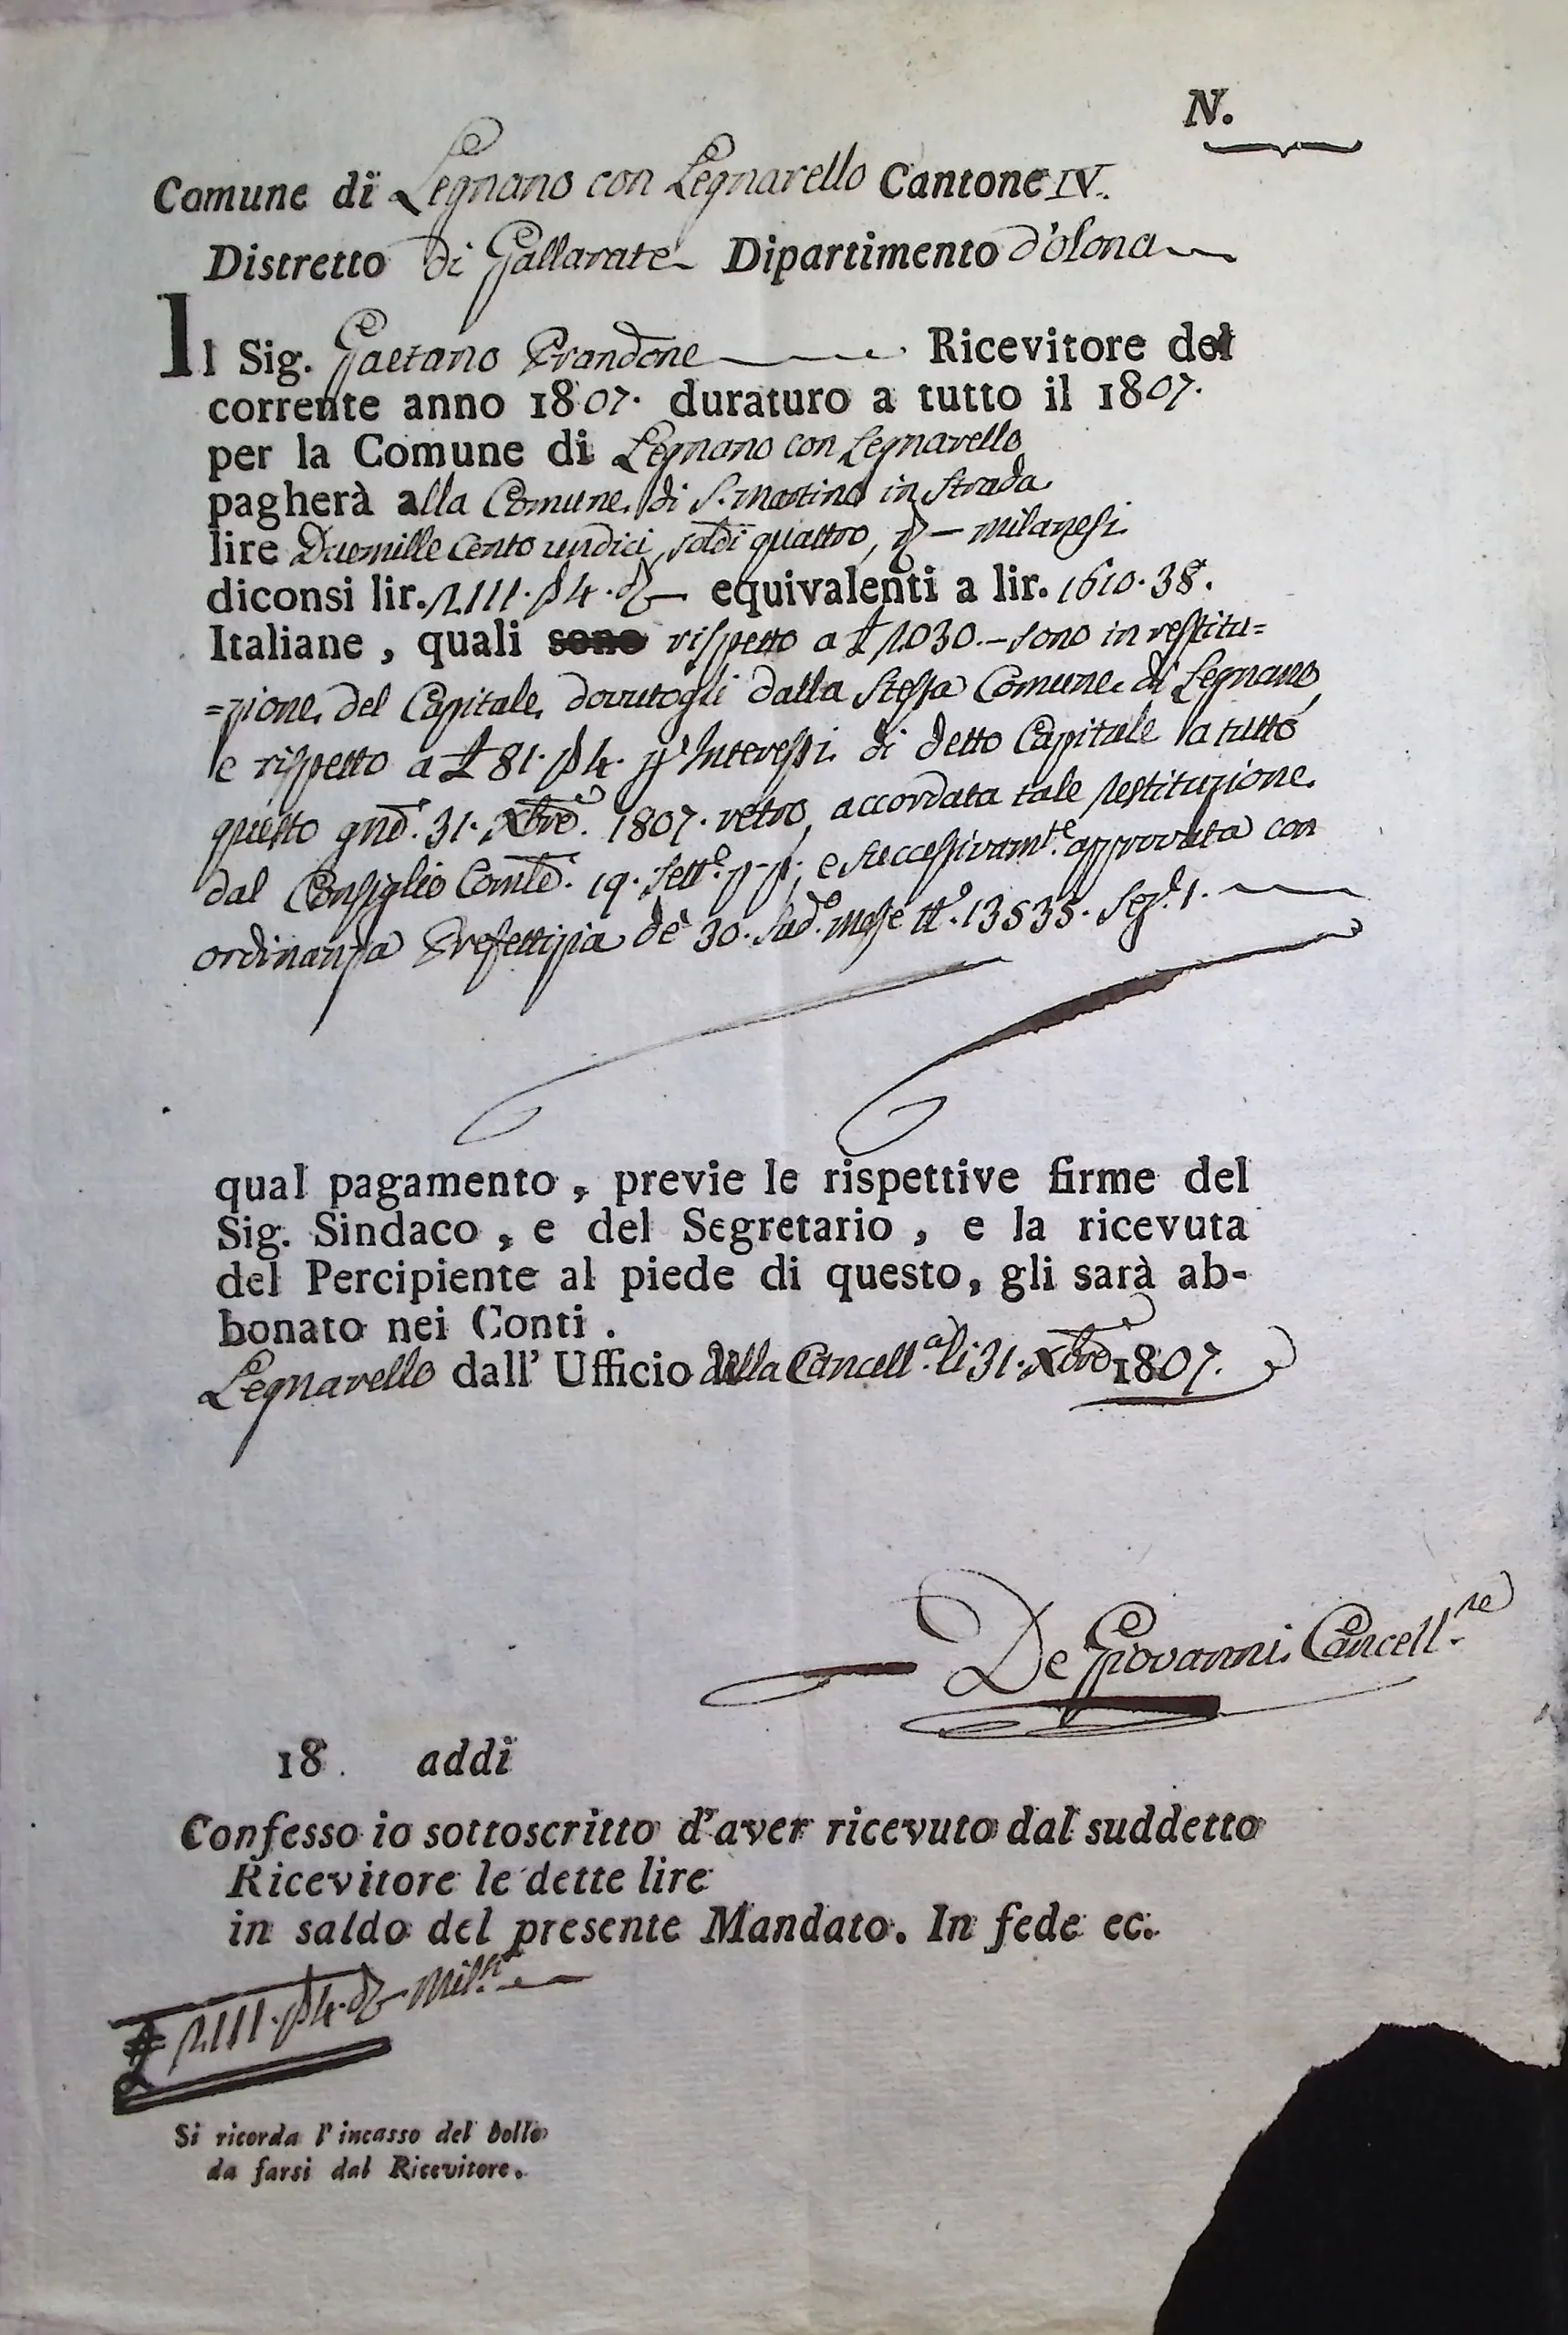 N.
Comune di Legnano con Legnarello Cantone IV.
Distretto di Gallarate Dipartimento d'Olona
Il Sig. Gaetano Prandone Ricevitore del
corrente anno 1807. duraturo a tutto il 1807.
per la Comune di Legnano con Legnarello
pagherà alla Comune di S. Martino in Strada
lire Duemille Cento undici, soldi quattro, d – Milanesi
diconsi lir. 2111. s 4. d – equivalenti a lir. 1610. 38.
Italiane, quali sono rispetto a £ 2030. – sono in restitu=
=zione del Capitale dovutogli dalla stessa Comune di Legnano,
e rispetto a £ 81. s 4. p. Interessi di detto Capitale a tutto
questo 31. Xbre. 1807. retro, accordata tale restituzione
dal Consiglio Comle. 19. Sett.e p. p., e successivam.te approvata con
ordinanza Prefettizia de' 30. sud.o mese N.o 13535. Sez.e 1.
qual pagamento, previe le rispettive firme del
Sig. Sindaco, e del Segretario, e la ricevuta
del Percipiente al piede di questo, gli sarà ab-
bonato nei Conti.
Legnarello dall' Ufficio della Cancell.a li 31. Xbre 1807.
De Giovanni Cancell.re
18 . addi
Confesso io sottoscritto d'aver ricevuto dal suddetto
Ricevitore le dette lire
in saldo del presente Mandato. In fede ec.
£ 2111. s 4. d – Mil.si
Si ricorda l'incasso del bollo
da farsi dal Ricevitore.